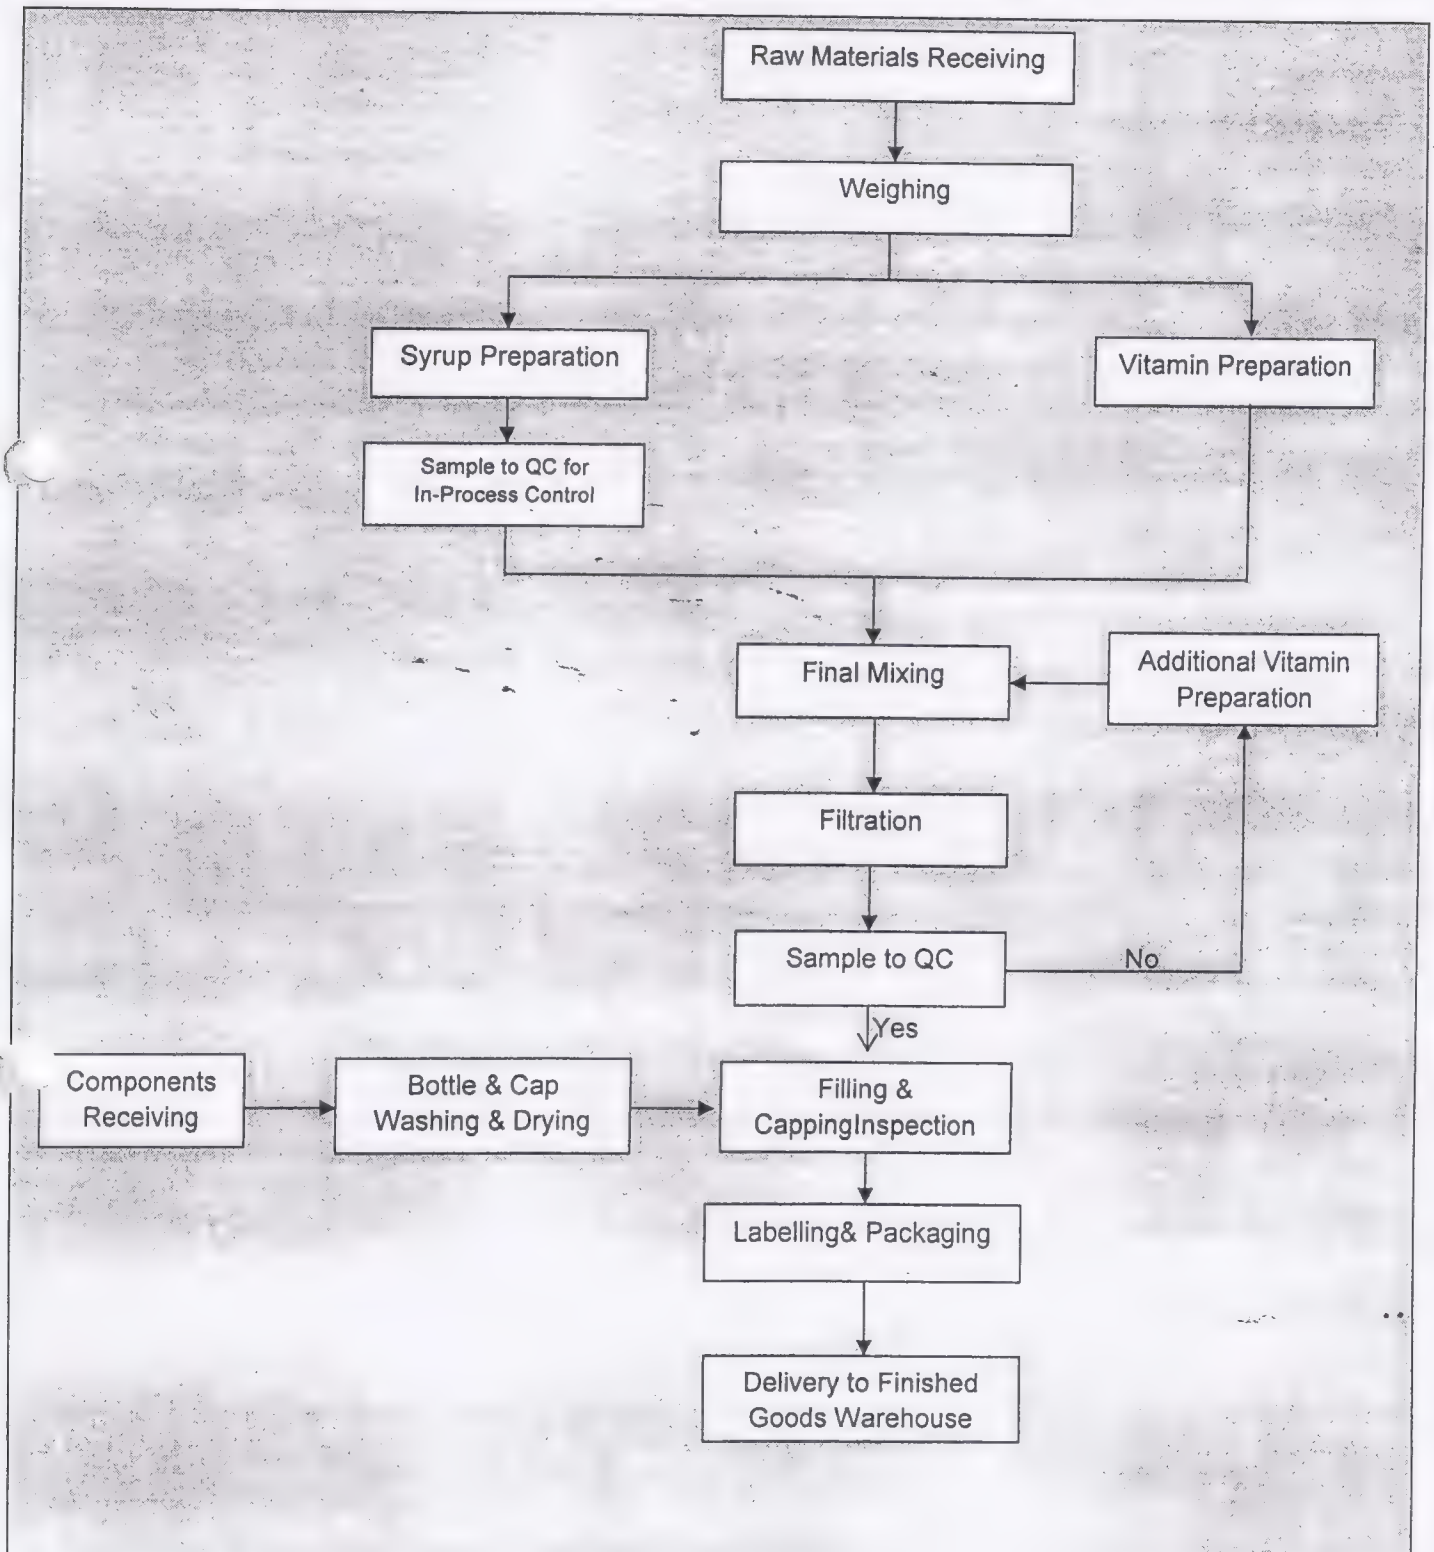 Raw Materials Receiving
Weighing
Syrup Preparation
Vitamin Preparation
Sample to QC for
In-Process Control
Final Mixing
Additional Vitamin
Preparation
Filtration
Sample to QC
No
Yes
Components
Receiving
Bottle & Cap
Washing & Drying
Filling &
CappingInspection
Labelling& Packaging
Delivery to Finished
Goods Warehouse